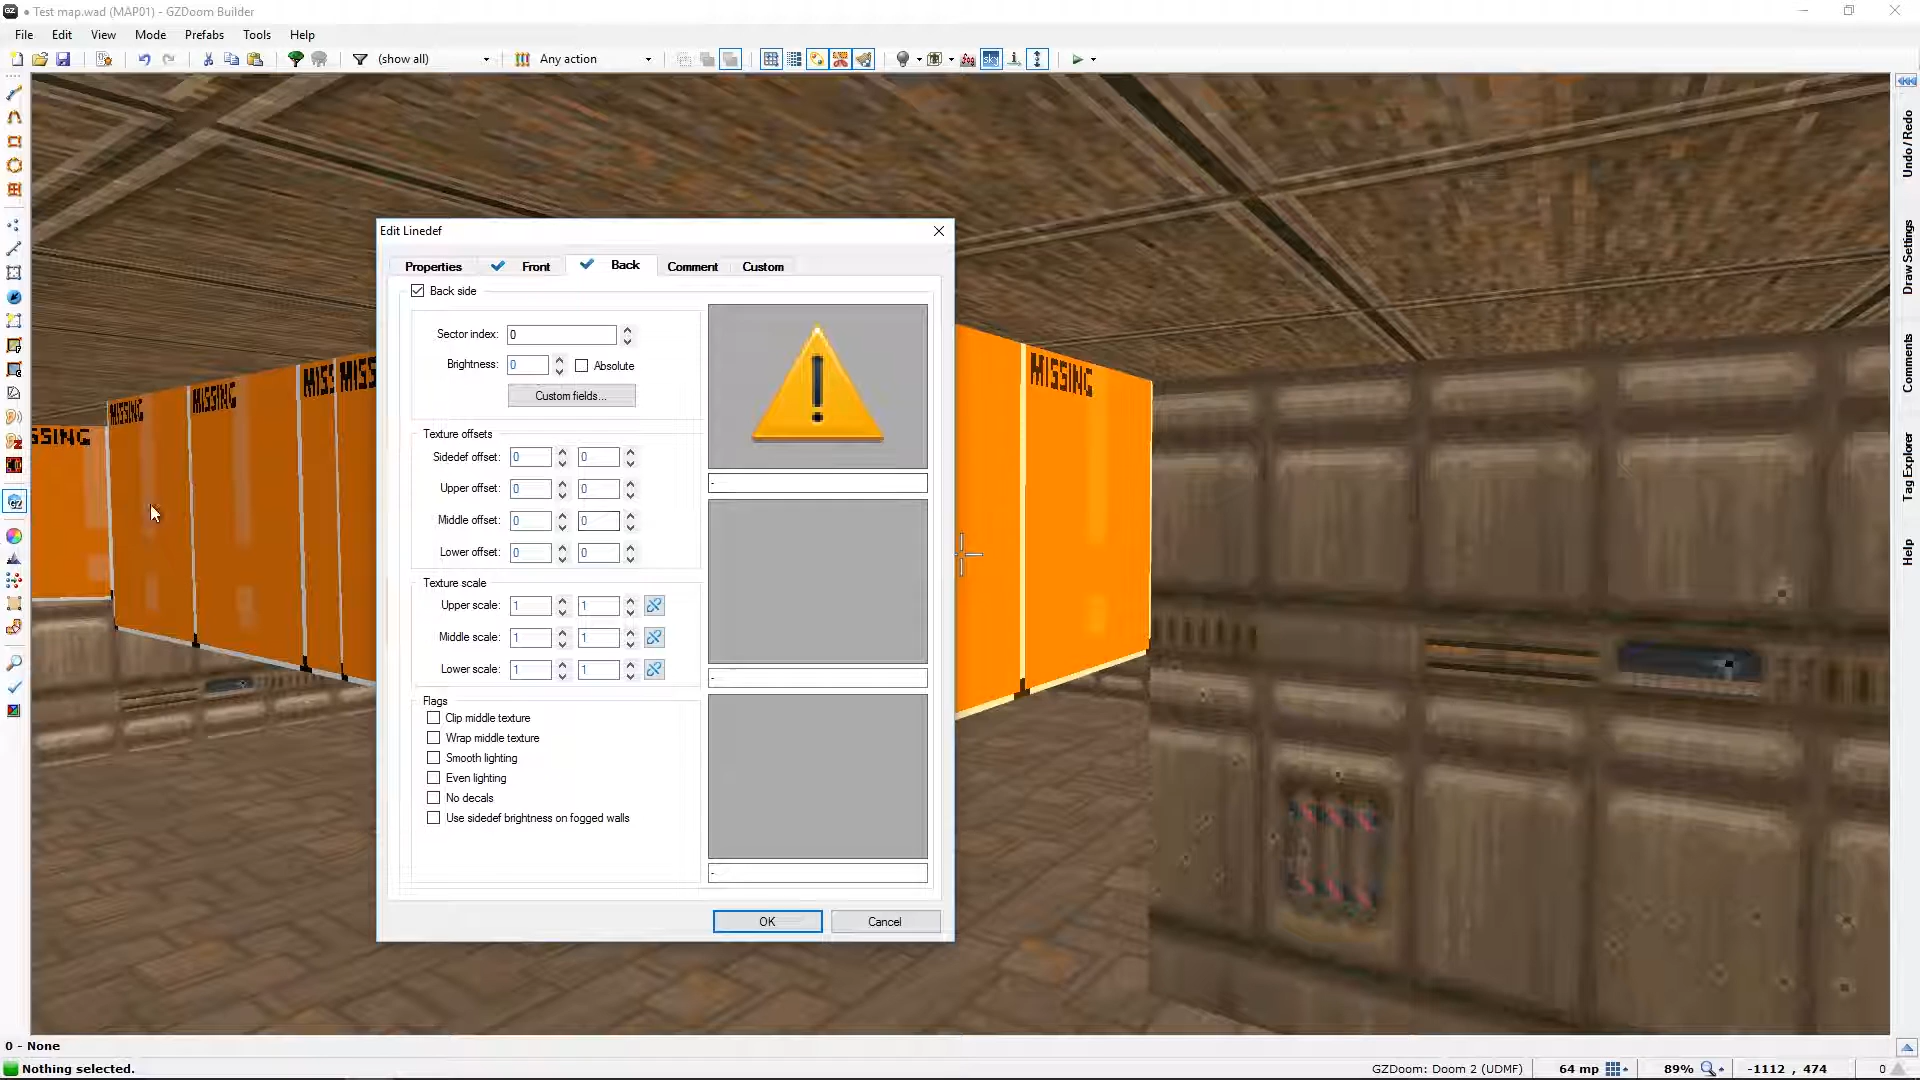 Test map.wad (MAP01) - GZDoom Builder
File Edit View Mode Prefabs Tools Help
(show all) Any action
Undo / Redo
Draw Settings
Comments
Tag Explorer
Help
MISSING
MISSING
SSING
MISS
MISS
MISSING
Edit Linedef
Properties Front Back Comment Custom
Back side
Sector index: 0
Brightness: 0 Absolute
Custom fields...
Texture offsets
Sidedef offset: 0 0
Upper offset: 0 0
Middle offset: 0 0
Lower offset: 0 0
Texture scale
Upper scale: 1 1
Middle scale: 1 1
Lower scale: 1 1
Flags
Clip middle texture
Wrap middle texture
Smooth lighting
Even lighting
No decals
Use sidedef brightness on fogged walls
-
-
-
OK Cancel
0 - None
Nothing selected. GZDoom: Doom 2 (UDMF) 64 mp 89% -1112 , 474 0